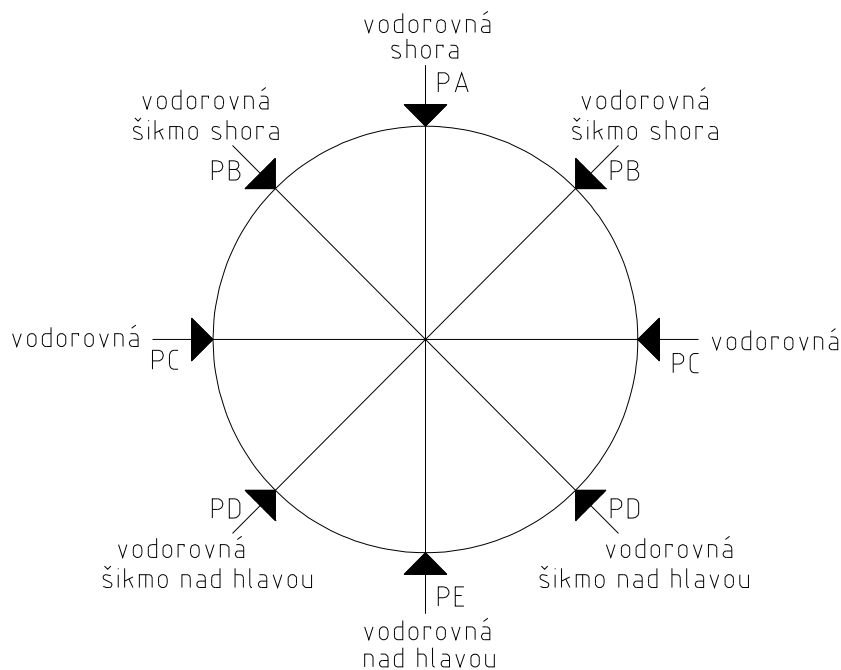 vodorovná
shora
PA
vodorovná
šikmo shora
PB
vodorovná
šikmo shora
PB
vodorovná
PC
vodorovná
PC
PD
vodorovná
šikmo nad hlavou
PD
vodorovná
šikmo nad hlavou
PE
vodorovná
nad hlavou